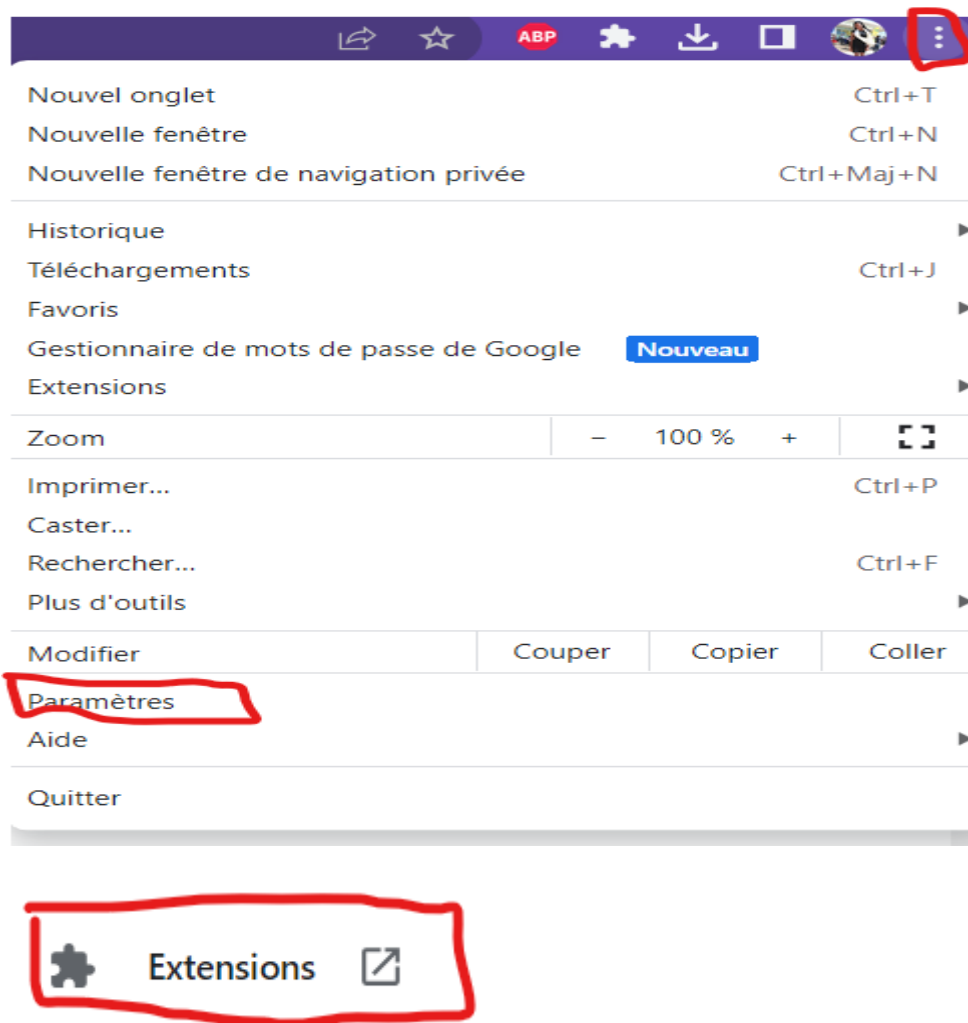 ABP
Nouvel onglet Ctrl+T
Nouvelle fenêtre Ctrl+N
Nouvelle fenêtre de navigation privée Ctrl+Maj+N
Historique
Téléchargements Ctrl+J
Favoris
Gestionnaire de mots de passe de Google Nouveau
Extensions
Zoom − 100 % +
Imprimer... Ctrl+P
Caster...
Rechercher... Ctrl+F
Plus d'outils
Modifier Couper Copier Coller
Paramètres
Aide
Quitter
Extensions